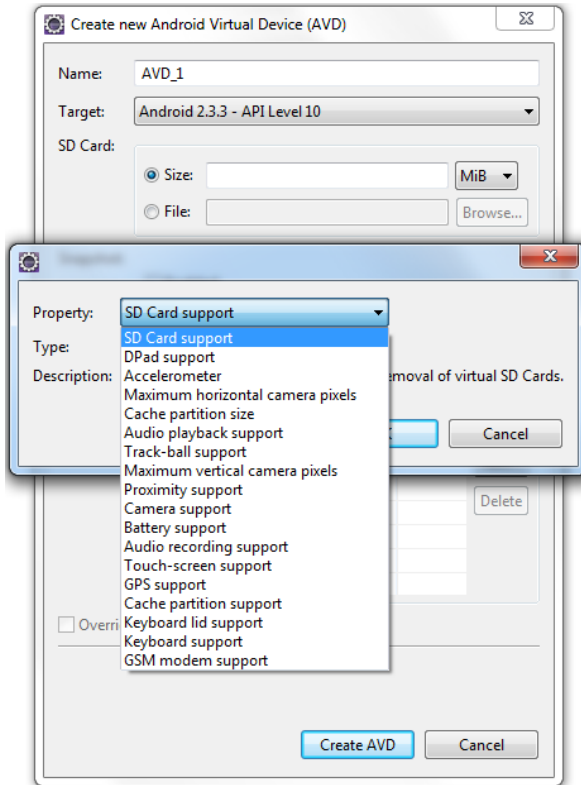 Create new Android Virtual Device (AVD)
Name: AVD_1
Target: Android 2.3.3 - API Level 10
SD Card:
Size: MiB
File: Browse...
Property: SD Card support
Type:
Description: emoval of virtual SD Cards.
SD Card support
DPad support
Accelerometer
Maximum horizontal camera pixels
Cache partition size
Audio playback support
Track-ball support
Maximum vertical camera pixels
Proximity support
Camera support
Battery support
Audio recording support
Touch-screen support
GPS support
Cache partition support
Keyboard lid support
Keyboard support
GSM modem support
Cancel
Delete
Overri
Create AVD Cancel